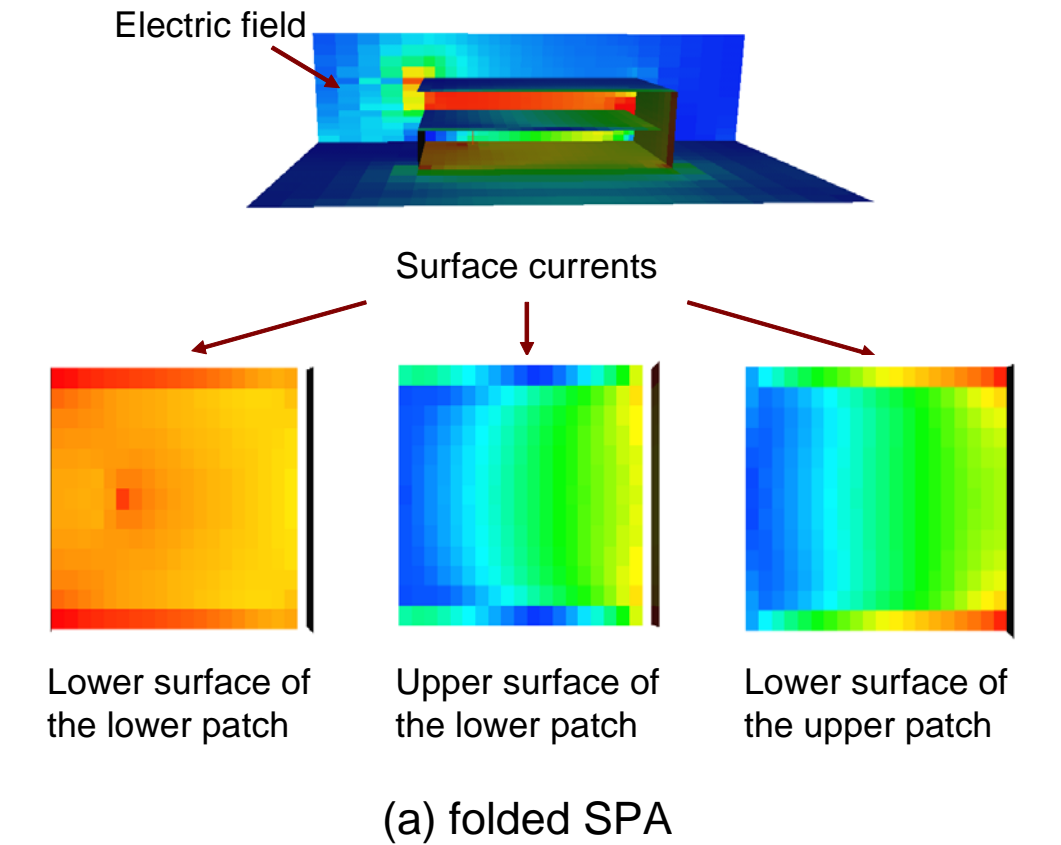 Electric field
Surface currents
Lower surface of
the lower patch
Upper surface of
the lower patch
Lower surface of
the upper patch
(a) folded SPA